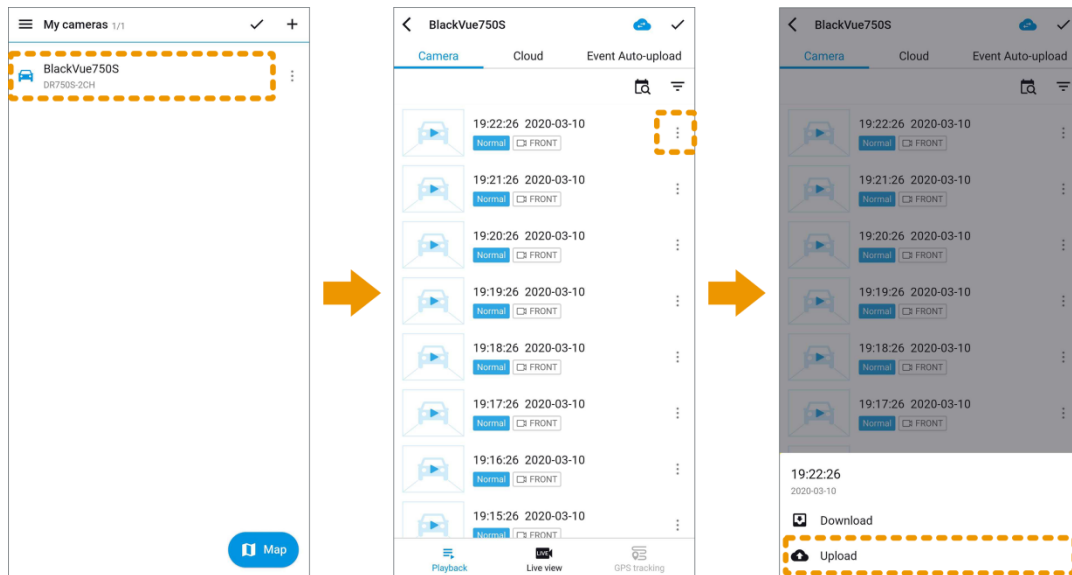 My cameras 1/1
BlackVue750S
DR750S-2CH
Map
BlackVue750S
Camera Cloud Event Auto-upload
19:22:26 2020-03-10
Normal FRONT
19:21:26 2020-03-10
Normal FRONT
19:20:26 2020-03-10
Normal FRONT
19:19:26 2020-03-10
Normal FRONT
19:18:26 2020-03-10
Normal FRONT
19:17:26 2020-03-10
Normal FRONT
19:16:26 2020-03-10
Normal FRONT
19:15:26 2020-03-10
Normal FRONT
LIVE
Playback Live view GPS tracking
BlackVue750S
Camera Cloud Event Auto-upload
19:22:26 2020-03-10
Normal FRONT
19:21:26 2020-03-10
Normal FRONT
19:20:26 2020-03-10
Normal FRONT
19:19:26 2020-03-10
Normal FRONT
19:18:26 2020-03-10
Normal FRONT
19:17:26 2020-03-10
Normal FRONT
19:22:26
2020-03-10
Download
Upload